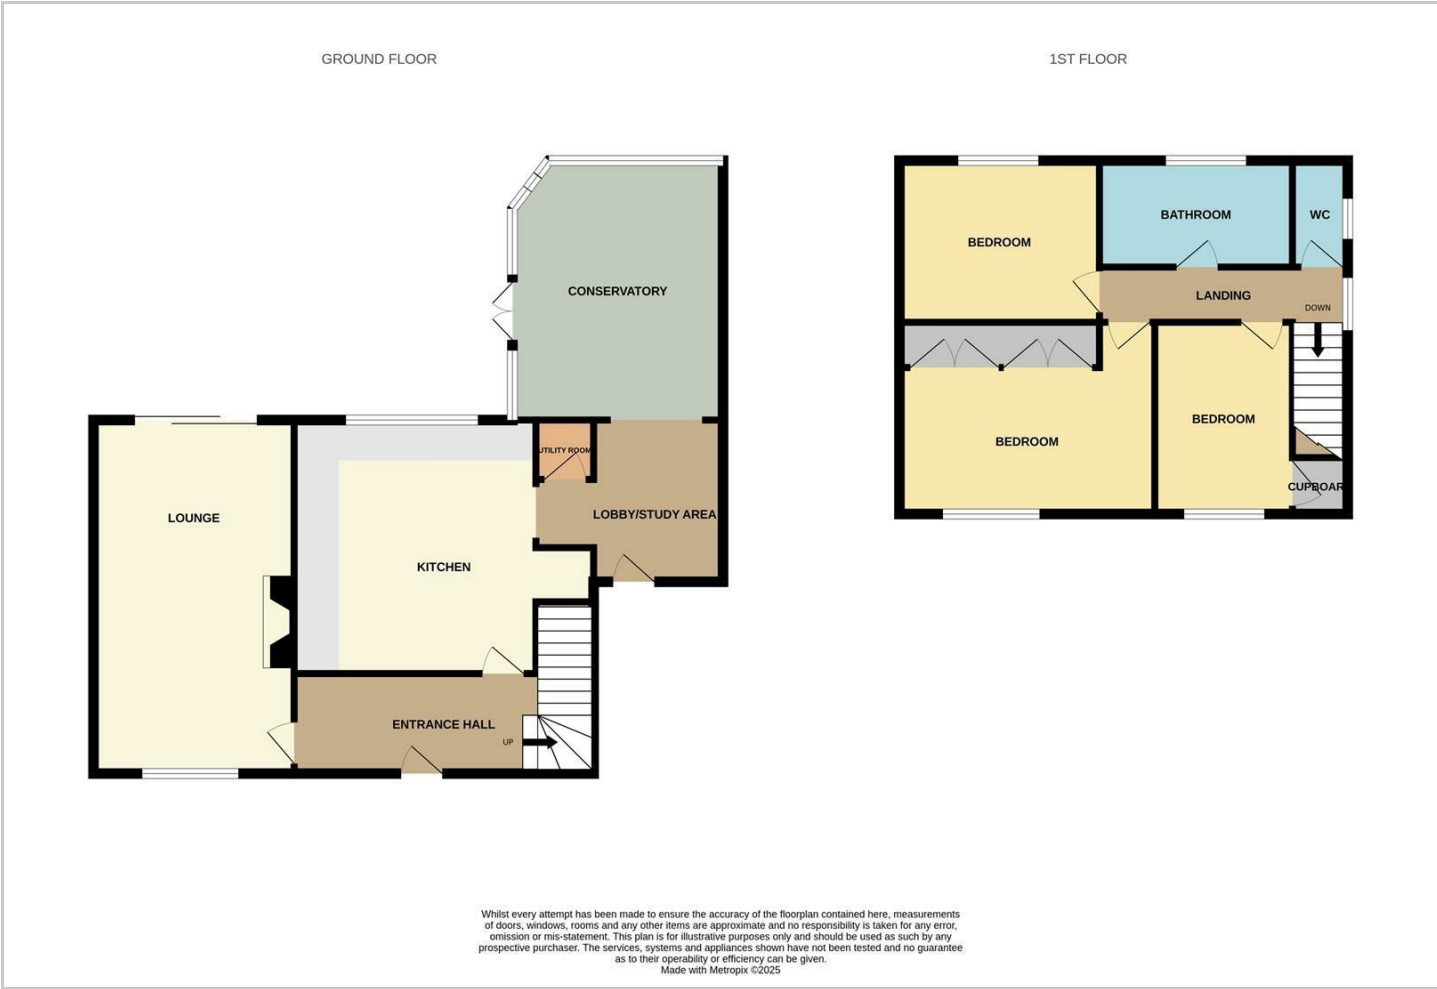 GROUND FLOOR
1ST FLOOR
CONSERVATORY
UTILITY ROOM
LOUNGE
LOBBY/STUDY AREA
KITCHEN
ENTRANCE HALL
UP
BEDROOM
BATHROOM
WC
LANDING
DOWN
BEDROOM
BEDROOM
CUPBOAR
Whilst every attempt has been made to ensure the accuracy of the floorplan contained here, measurements
of doors, windows, rooms and any other items are approximate and no responsibility is taken for any error,
omission or mis-statement. This plan is for illustrative purposes only and should be used as such by any
prospective purchaser. The services, systems and appliances shown have not been tested and no guarantee
as to their operability or efficiency can be given.
Made with Metropix ©2025